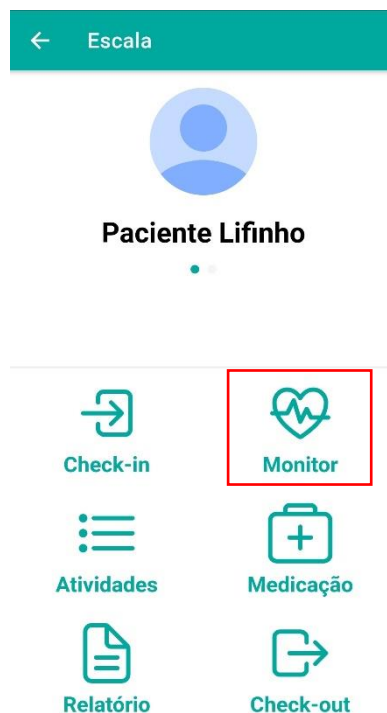 Escala
Paciente Lifinho
Check-in
Monitor
Atividades
Medicação
Relatório
Check-out